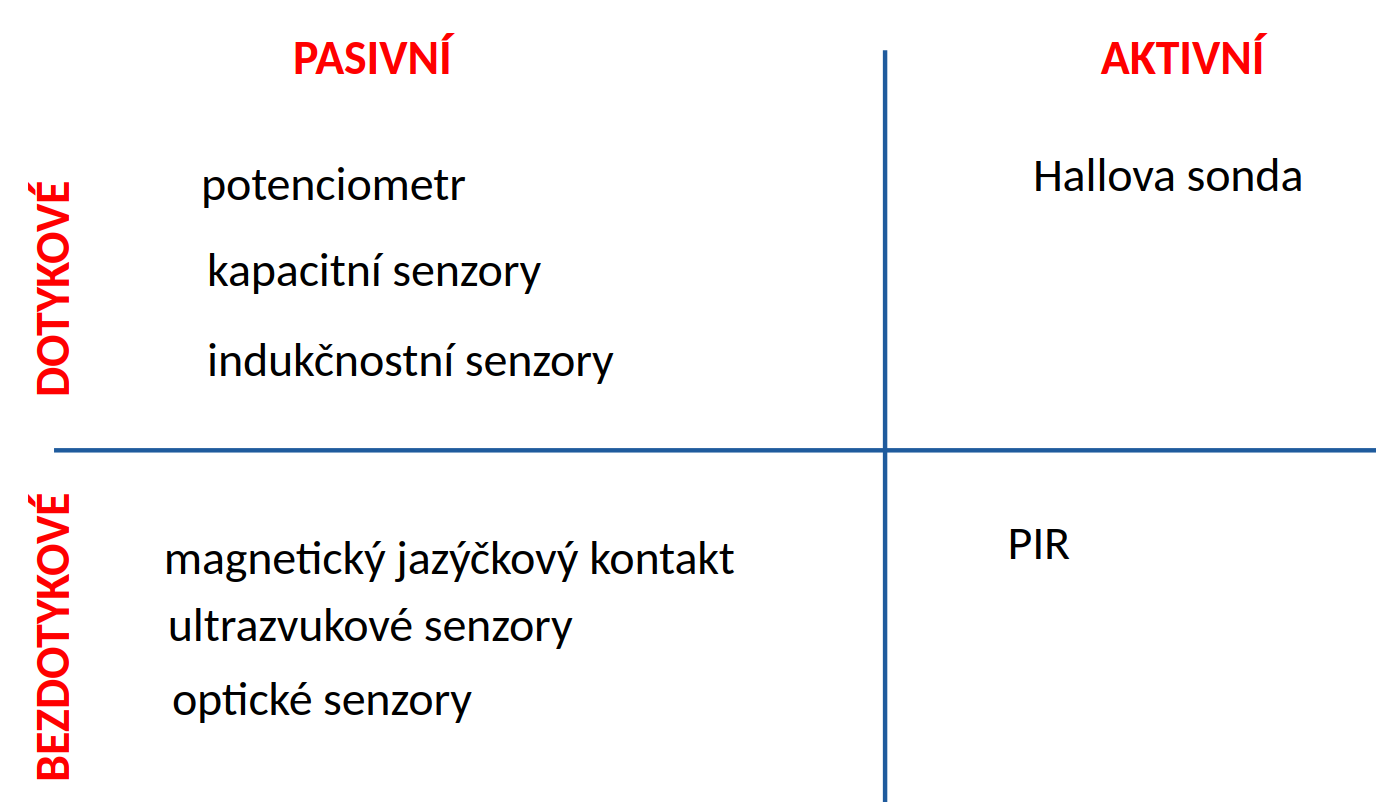 PASIVNÍ
AKTIVNÍ
DOTYKOVÉ
potenciometr
kapacitní senzory
indukčnostní senzory
Hallova sonda
BEZDOTYKOVÉ
magnetický jazýčkový kontakt
ultrazvukové senzory
optické senzory
PIR